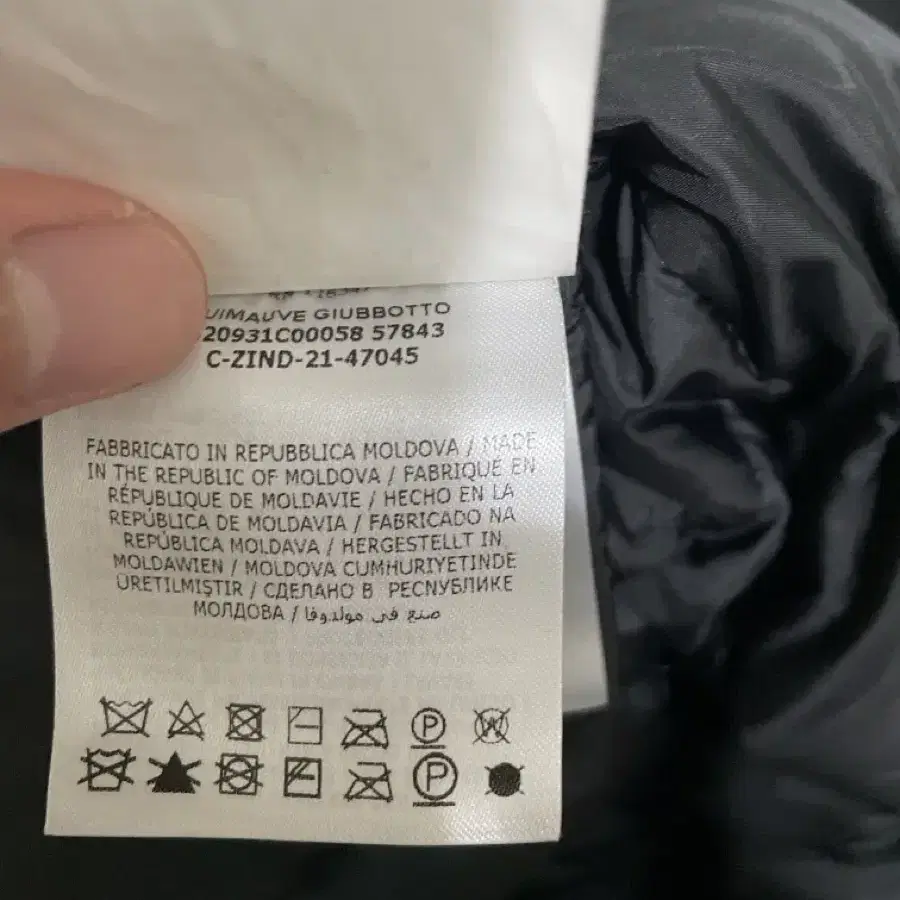 GIUBBOTTO
20931C00058 57843
C-ZIND-21-47045
FABBRICATO IN REPUBBLICA MOLDOVA / MADE
IN THE REPUBLIC OF MOLDOVA / FABRIQUÉ EN
RÉPUBLIQUE DE MOLDAVIE / HECHO EN LA
REPÚBLICA DE MOLDAVIA / FABRICADO NA
REPÚBLICA MOLDAVA / HERGESTELLT IN
MOLDAWIEN / MOLDOVA CUMHURIYETINDE
ÜRETILMIŞTIR / СДЕЛАНО В РЕСПУБЛИКЕ
МОЛДОВА / صنع في مولدوفا
P W
P